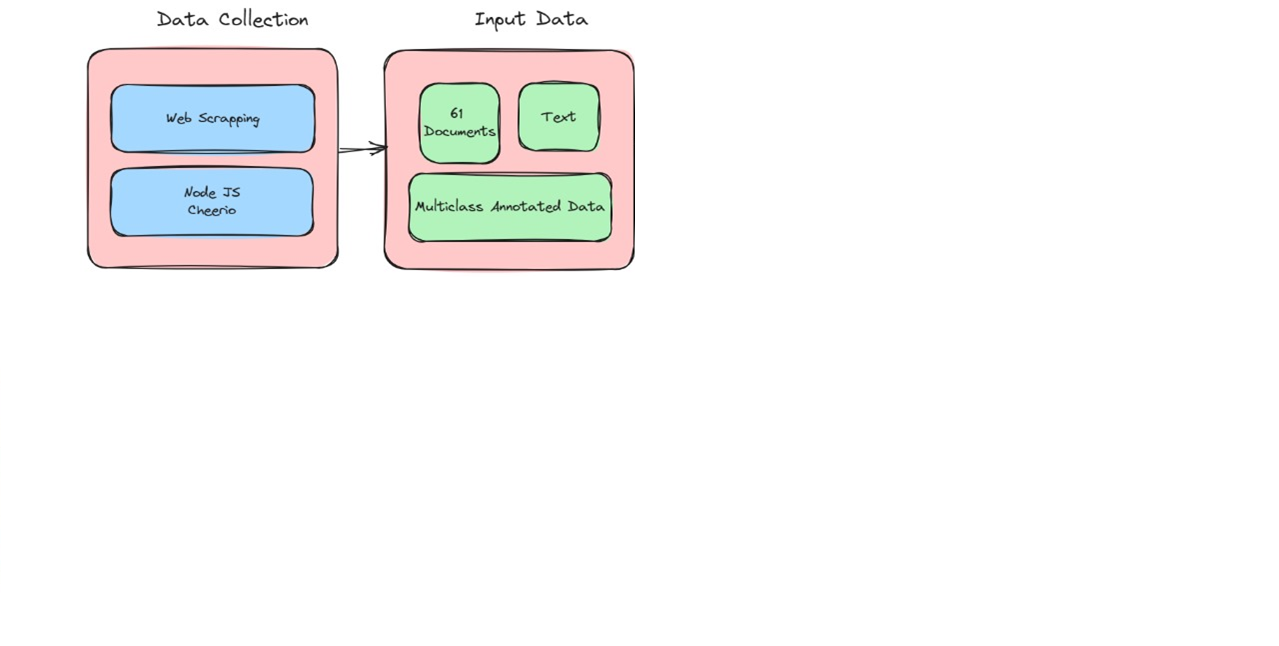 Data Collection
Input Data
Web Scrapping
Node JS
Cheerio
61
Documents
Text
Multiclass Annotated Data